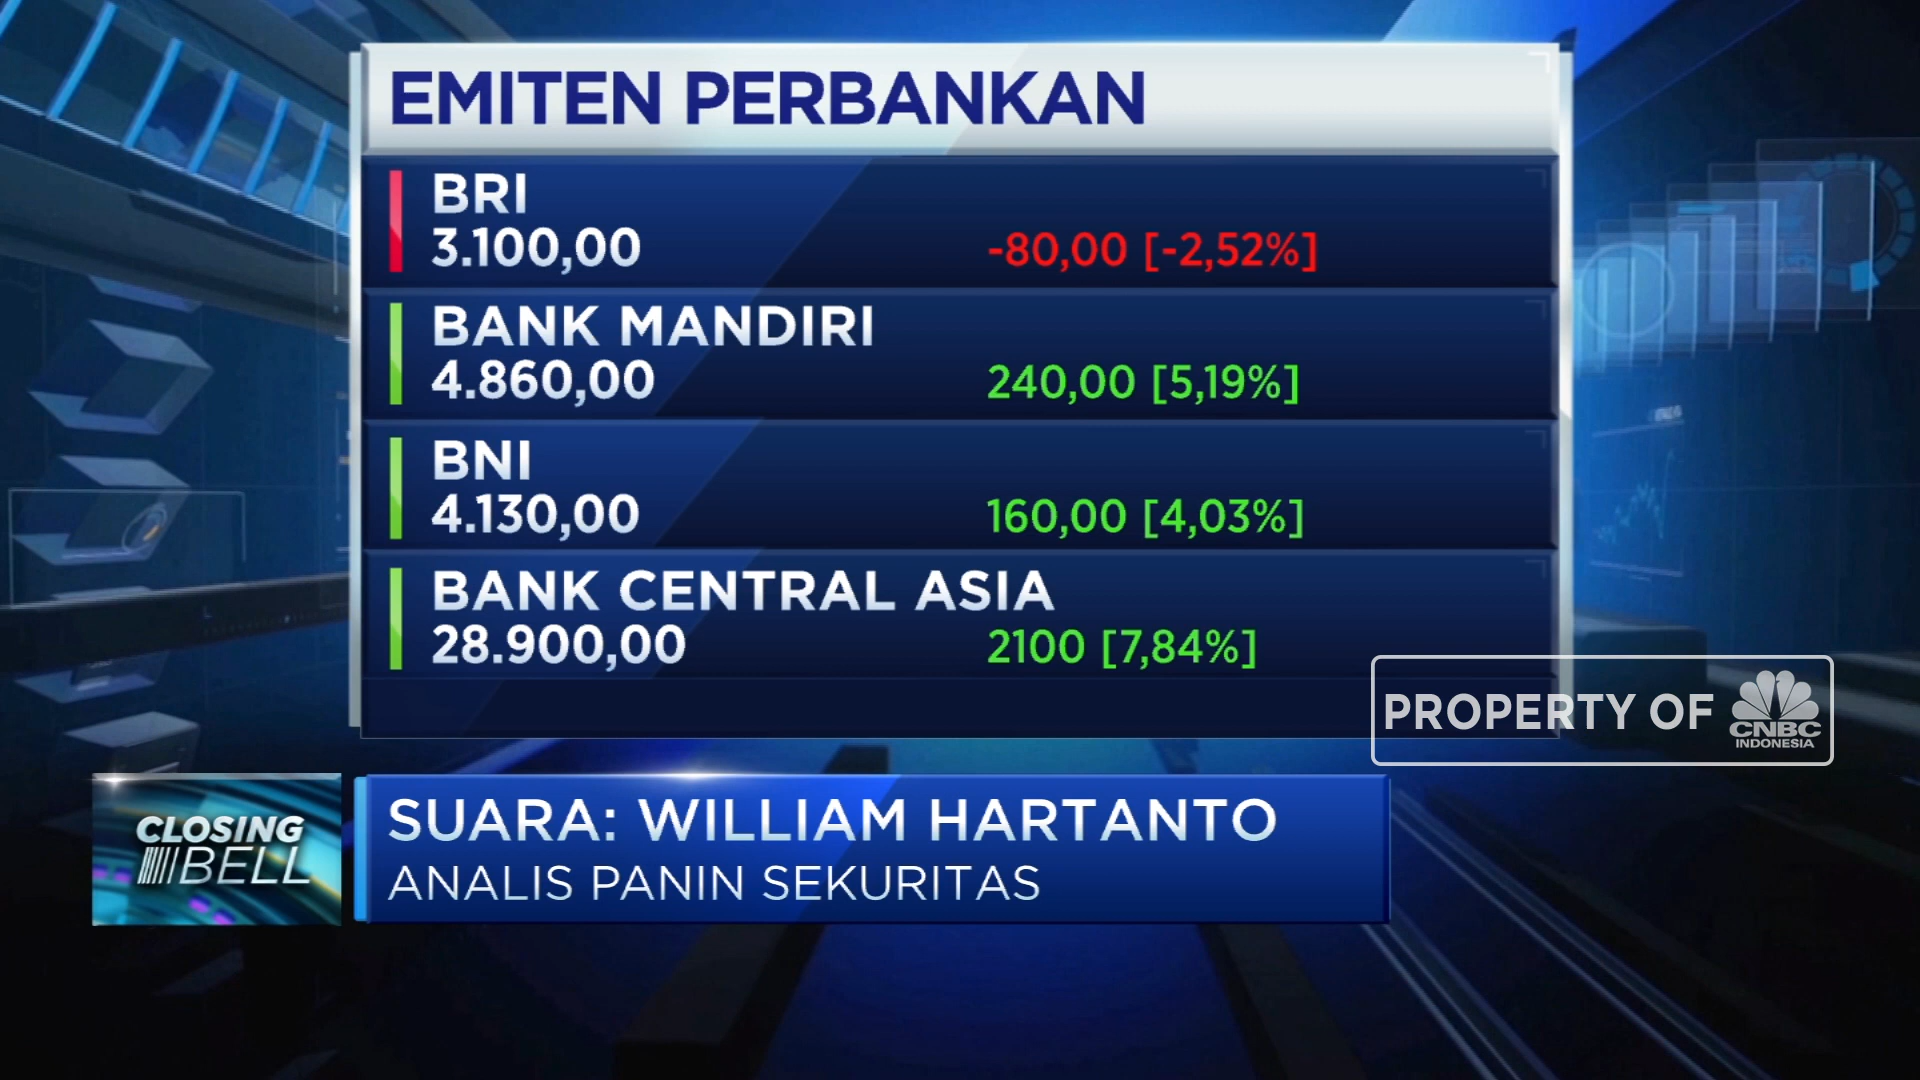 EMITEN PERBANKAN
BRI
3.100,00 -80,00 [-2,52%]
BANK MANDIRI
4.860,00 240,00 [5,19%]
BNI
4.130,00 160,00 [4,03%]
BANK CENTRAL ASIA
28.900,00 2100 [7,84%]
PROPERTY OF CNBC INDONESIA
CLOSING
BELL
SUARA: WILLIAM HARTANTO
ANALIS PANIN SEKURITAS